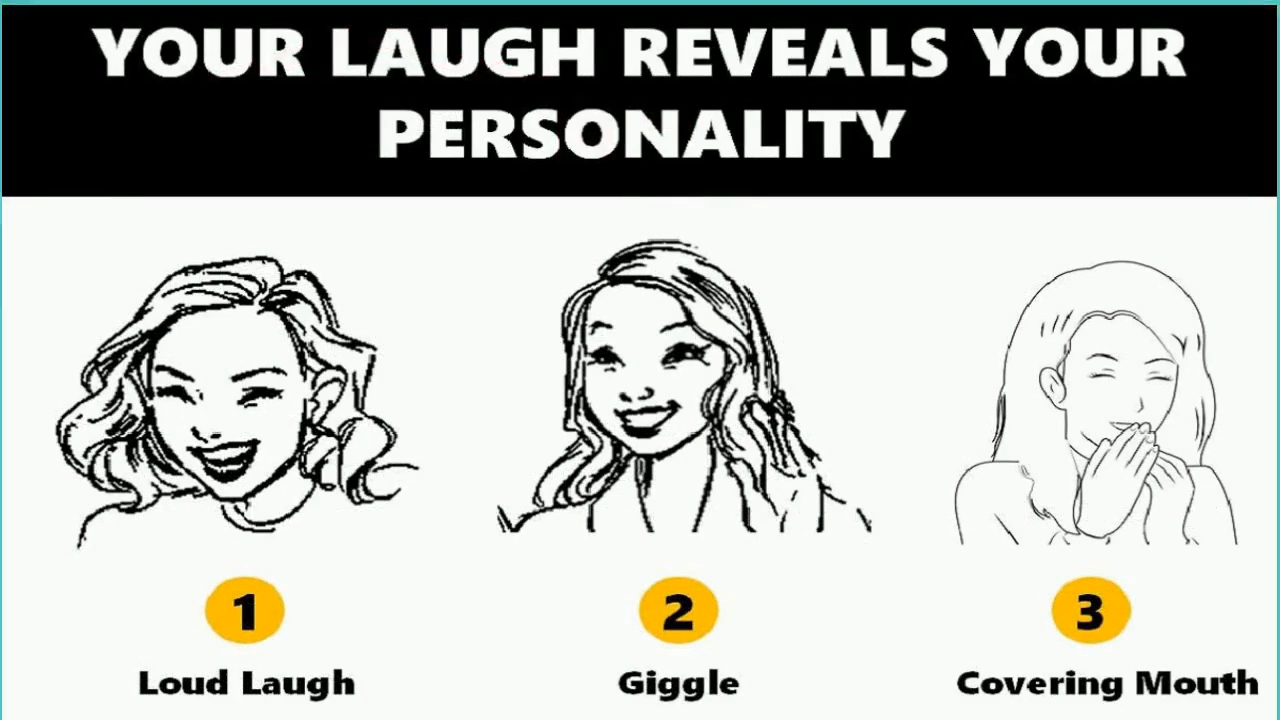 YOUR LAUGH REVEALS YOUR
PERSONALITY
1
2
3
Loud Laugh
Giggle
Covering Mouth